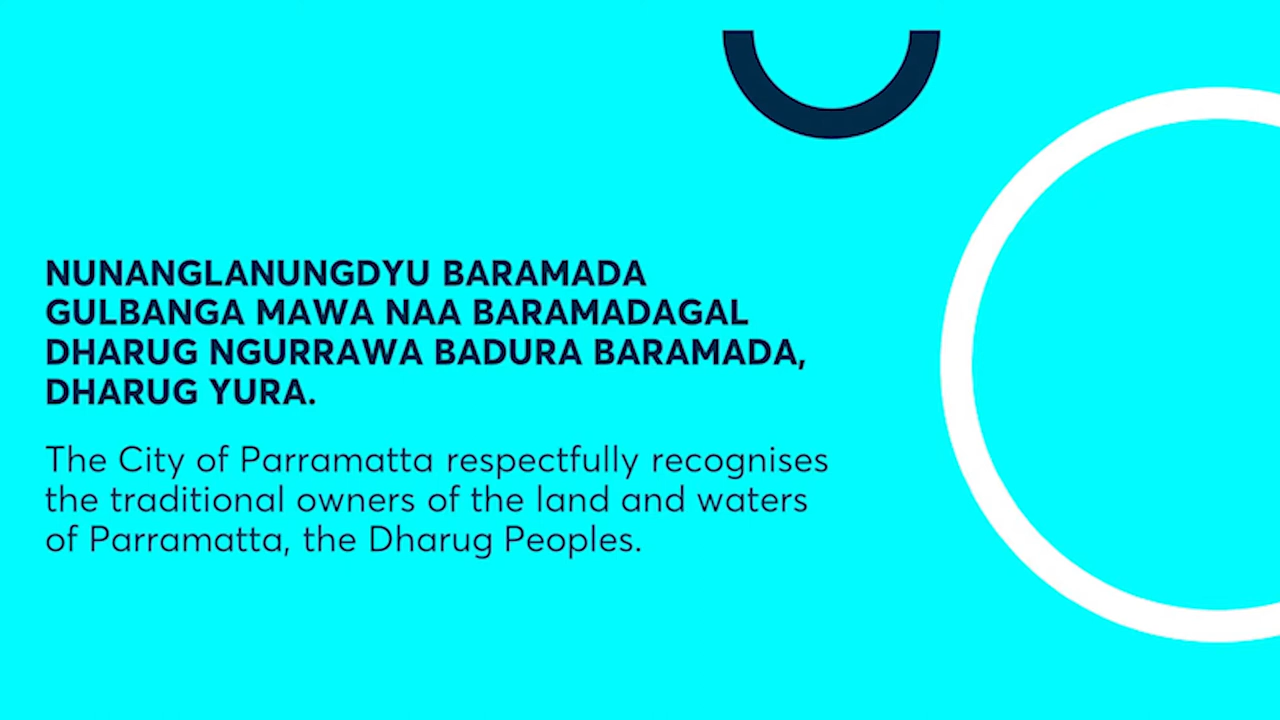 NUNANGLANUNGDYU BARAMADA
GULBANGA MAWA NAA BARAMADAGAL
DHARUG NGURRAWA BADURA BARAMADA,
DHARUG YURA.
The City of Parramatta respectfully recognises
the traditional owners of the land and waters
of Parramatta, the Dharug Peoples.